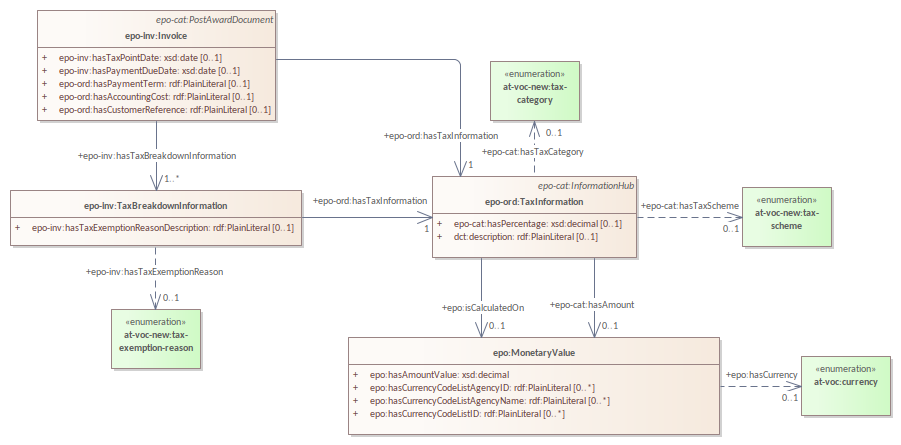 epo-cat:PostAwardDocument
epo-inv:Invoice
+ epo-inv:hasTaxPointDate: xsd:date [0..1]
+ epo-inv:hasPaymentDueDate: xsd:date [0..1]
+ epo-ord:hasPaymentTerm: rdf:PlainLiteral [0..1]
+ epo-ord:hasAccountingCost: rdf:PlainLiteral [0..1]
+ epo-ord:hasCustomerReference: rdf:PlainLiteral [0..1]
«enumeration»
at-voc-new:tax-
category
+epo-ord:hasTaxInformation
1
0..1
+epo-cat:hasTaxCategory
+epo-inv:hasTaxBreakdownInformation
1..*
epo-inv:TaxBreakdownInformation
+ epo-inv:hasTaxExemptionReasonDescription: rdf:PlainLiteral [0..1]
+epo-ord:hasTaxInformation
1
epo-cat:InformationHub
epo-ord:TaxInformation
+ epo-cat:hasPercentage: xsd:decimal [0..1]
+ dct:description: rdf:PlainLiteral [0..1]
+epo-cat:hasTaxScheme
0..1
«enumeration»
at-voc-new:tax-
scheme
+epo-inv:hasTaxExemptionReason
0..1
«enumeration»
at-voc-new:tax-
exemption-reason
+epo:isCalculatedOn
0..1
+epo-cat:hasAmount
0..1
epo:MonetaryValue
+ epo:hasAmountValue: xsd:decimal
+ epo:hasCurrencyCodeListAgencyID: rdf:PlainLiteral [0..*]
+ epo:hasCurrencyCodeListAgencyName: rdf:PlainLiteral [0..*]
+ epo:hasCurrencyCodeListID: rdf:PlainLiteral [0..*]
+epo:hasCurrency
0..1
«enumeration»
at-voc:currency